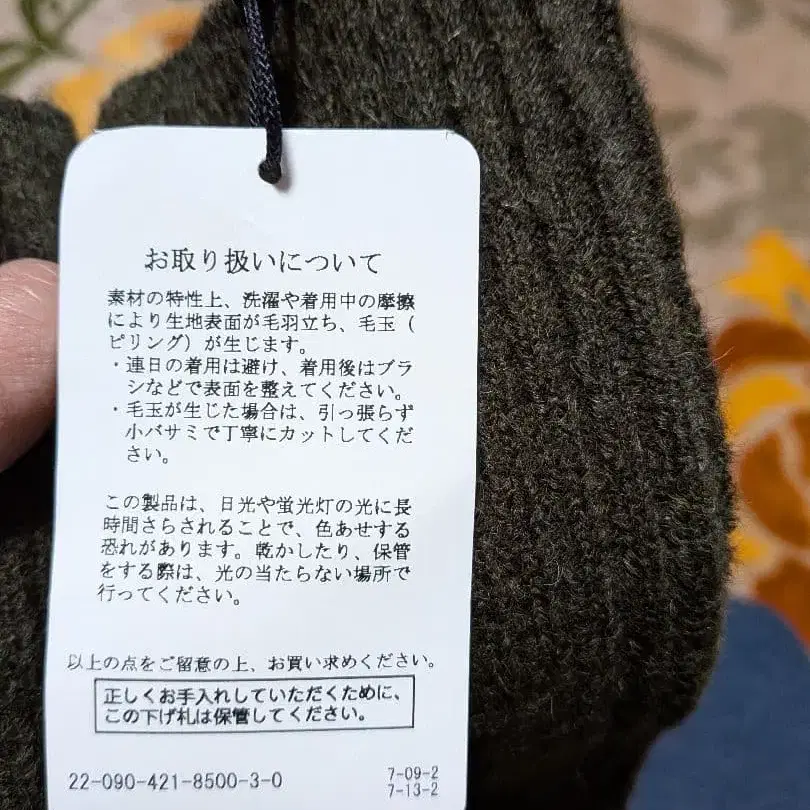 お取り扱いについて
素材の特性上、洗濯や着用中の摩擦
により生地表面が毛羽立ち、毛玉（
ピリング）が生じます。
・連日の着用は避け、着用後はブラ
シなどで表面を整えてください。
・毛玉が生じた場合は、引っ張らず
小バサミで丁寧にカットしてくだ
さい。
この製品は、日光や蛍光灯の光に長
時間さらされることで、色あせする
恐れがあります。乾かしたり、保管
をする際は、光の当たらない場所で
行ってください。
以上の点をご留意の上、お買い求めください。
正しくお手入れしていただくために、
この下げ札は保管してください。
22-090-421-8500-3-0
7-09-2
7-13-2